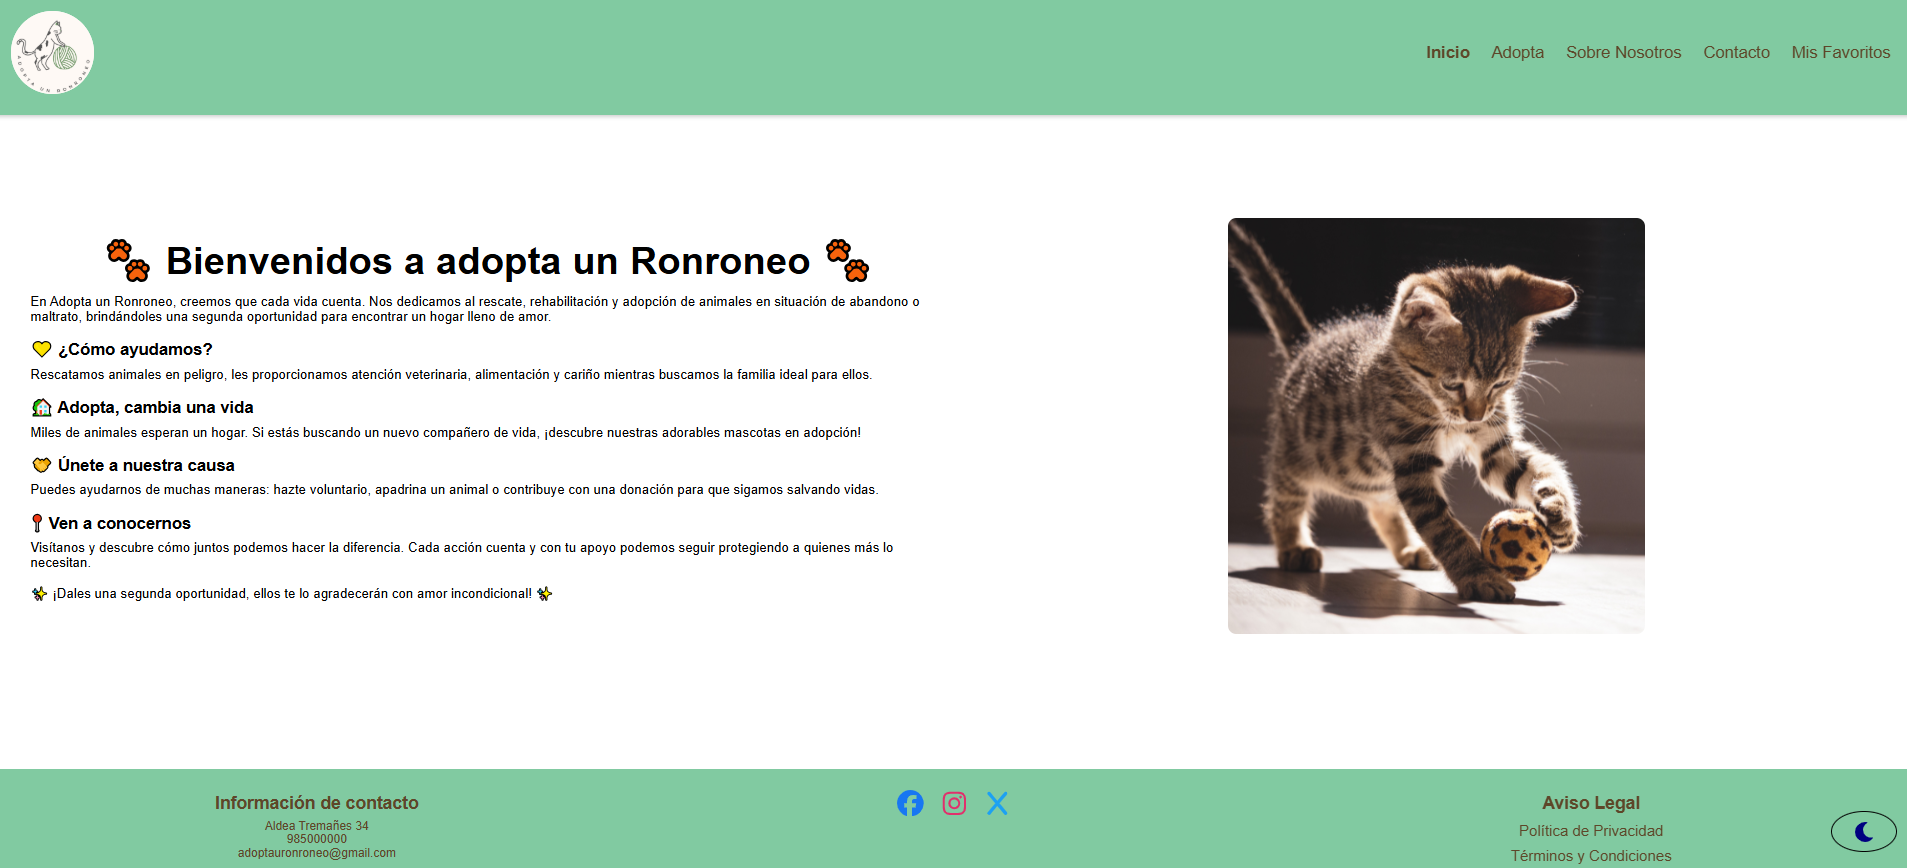 ADOPTA UN RONRONEO
Inicio Adopta Sobre Nosotros Contacto Mis Favoritos
Bienvenidos a adopta un Ronroneo
En Adopta un Ronroneo, creemos que cada vida cuenta. Nos dedicamos al rescate, rehabilitación y adopción de animales en situación de abandono o
maltrato, brindándoles una segunda oportunidad para encontrar un hogar lleno de amor.
💛 ¿Cómo ayudamos?
Rescatamos animales en peligro, les proporcionamos atención veterinaria, alimentación y cariño mientras buscamos la familia ideal para ellos.
🏡 Adopta, cambia una vida
Miles de animales esperan un hogar. Si estás buscando un nuevo compañero de vida, ¡descubre nuestras adorables mascotas en adopción!
🤝 Únete a nuestra causa
Puedes ayudarnos de muchas maneras: hazte voluntario, apadrina un animal o contribuye con una donación para que sigamos salvando vidas.
📍 Ven a conocernos
Visítanos y descubre cómo juntos podemos hacer la diferencia. Cada acción cuenta y con tu apoyo podemos seguir protegiendo a quienes más lo
necesitan.
✨ ¡Dales una segunda oportunidad, ellos te lo agradecerán con amor incondicional! ✨
Información de contacto
Aldea Tremañes 34
985000000
adoptauronroneo@gmail.com
Aviso Legal
Política de Privacidad
Términos y Condiciones